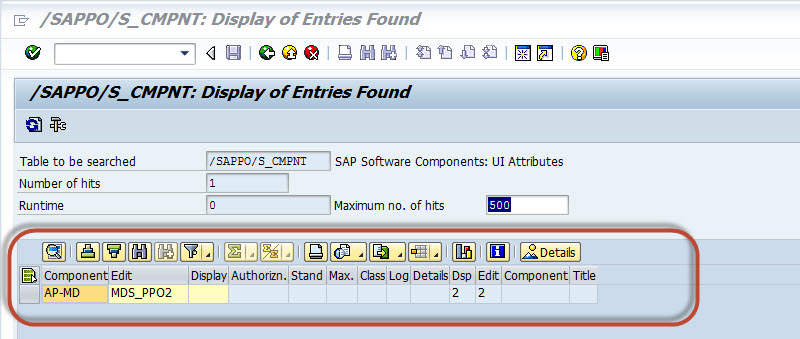 /SAPPO/S_CMPNT: Display of Entries Found
/SAPPO/S_CMPNT: Display of Entries Found
Table to be searched /SAPPO/S_CMPNT SAP Software Components: UI Attributes
Number of hits 1
Runtime 0 Maximum no. of hits 500
Details
Component Edit Display Authorizn. Stand Max. Class Log Details Dsp Edit Component Title
AP-MD MDS_PPO2 2 2